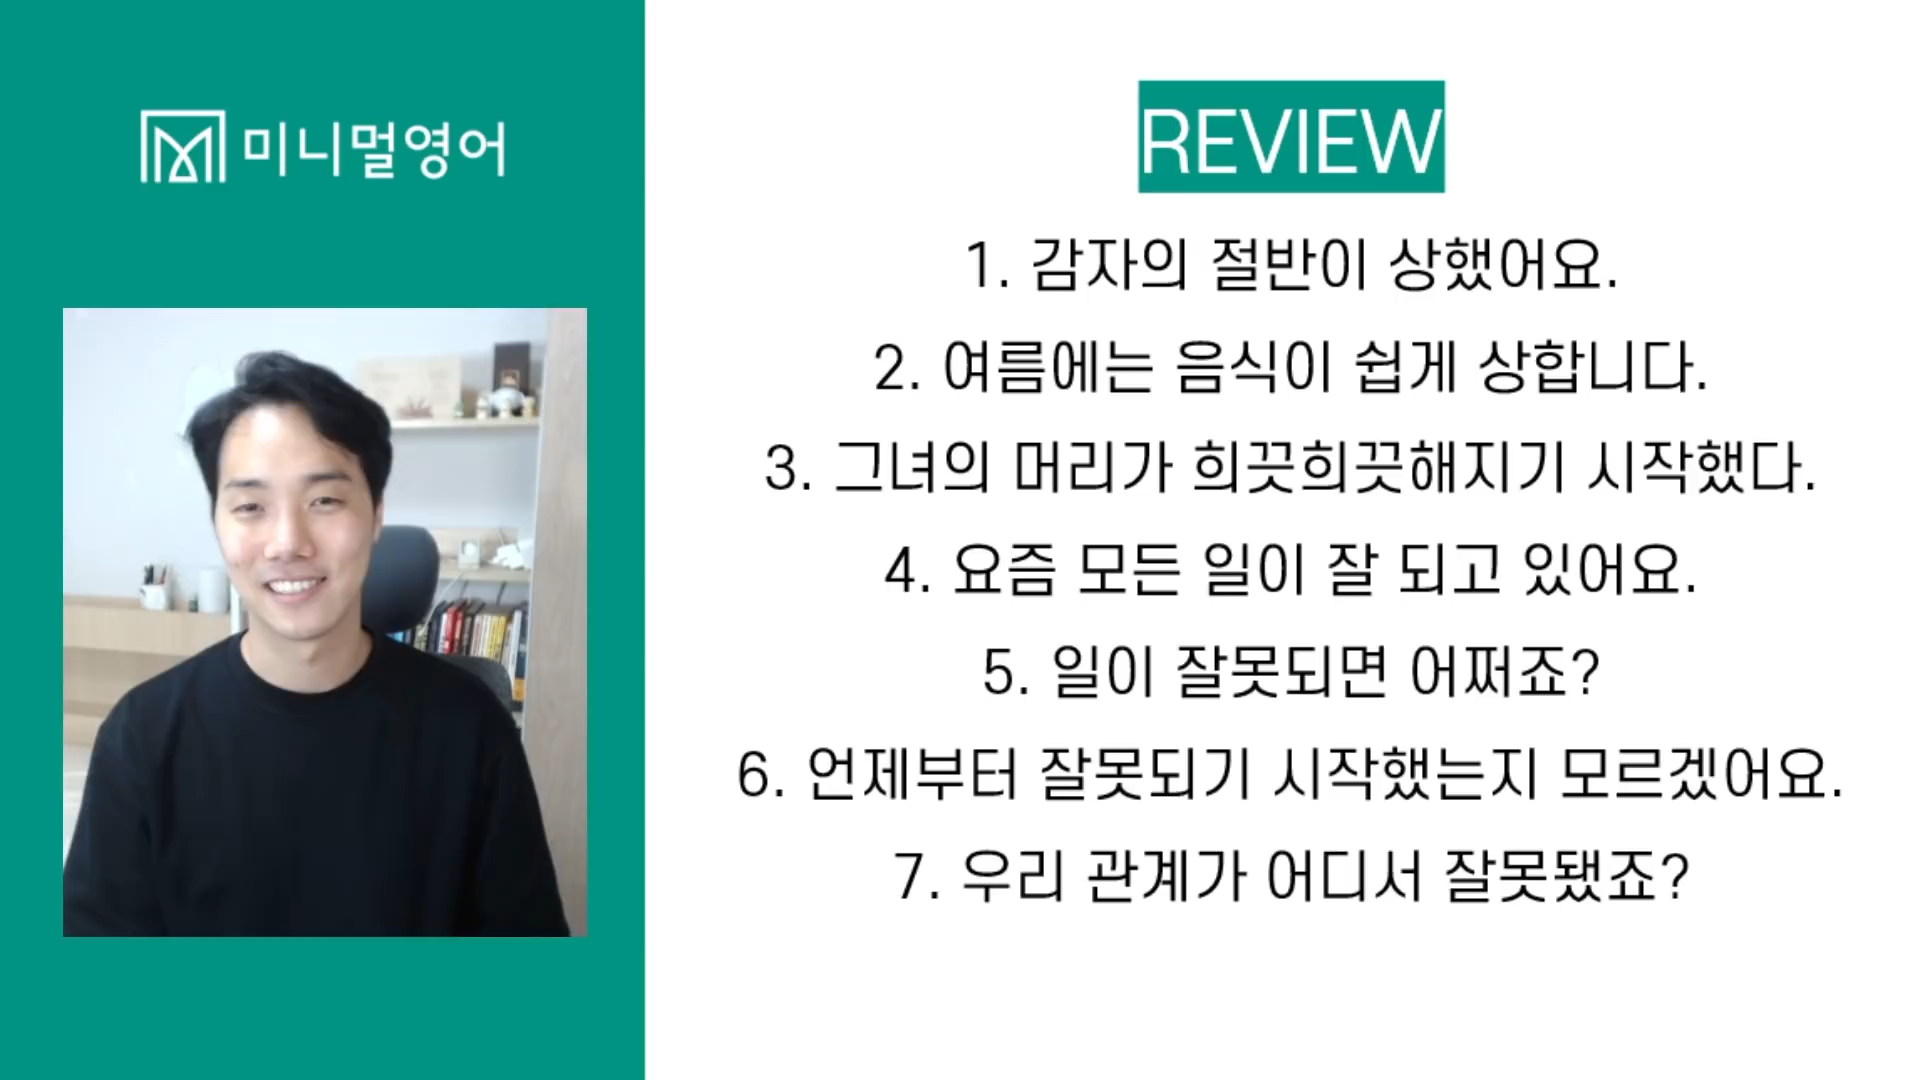 미니멀영어
REVIEW
1. 감자의 절반이 상했어요.
2. 여름에는 음식이 쉽게 상합니다.
3. 그녀의 머리가 희끗희끗해지기 시작했다.
4. 요즘 모든 일이 잘 되고 있어요.
5. 일이 잘못되면 어쩌죠?
6. 언제부터 잘못되기 시작했는지 모르겠어요.
7. 우리 관계가 어디서 잘못됐죠?